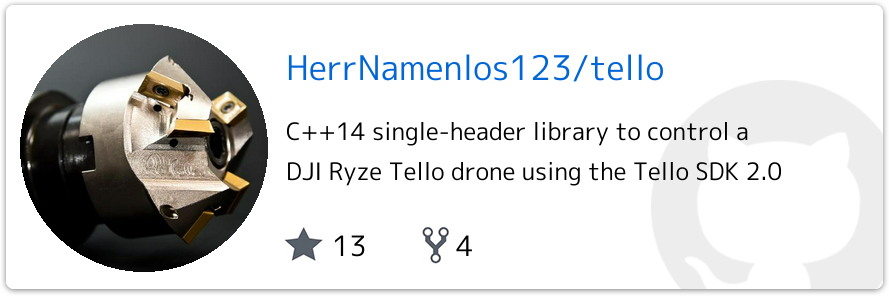 HerrNamenlos123/tello
C++14 single-header library to control a
DJI Ryze Tello drone using the Tello SDK 2.0
13 4